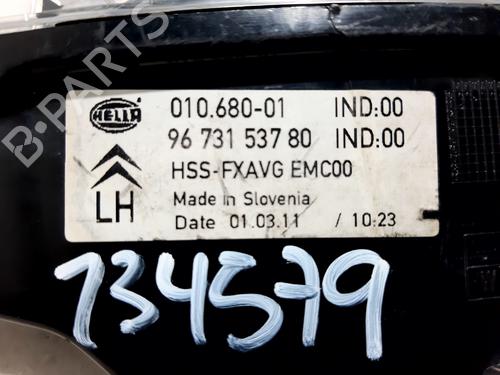 B-PARTS
HELLA 010.680-01 IND:00
96 731 537 80 IND:00
HSS-FXAVG EMC00
LH Made in Slovenia
Date 01.03.11 / 10:23
134579